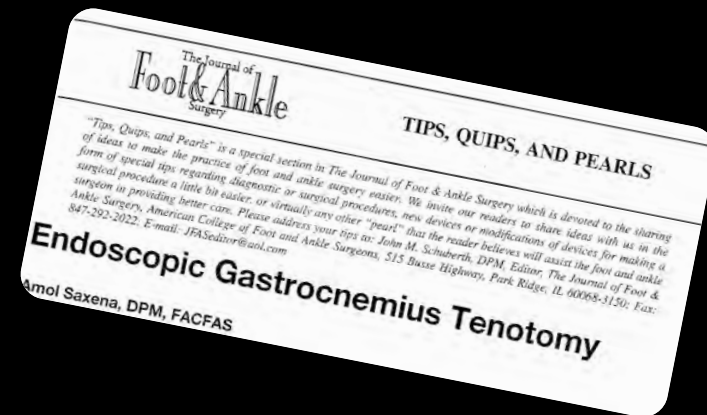 The Journal of
Foot & Ankle
Surgery
TIPS, QUIPS, AND PEARLS
"Tips, Quips, and Pearls" is a special section in The Journal of Foot & Ankle Surgery which is devoted to the sharing
of ideas to make the practice of foot and ankle surgery easier. We invite our readers to share ideas with us in the
form of special tips regarding diagnostic or surgical procedures, new devices or modifications of devices for making a
surgical procedure a little bit easier, or virtually any other "pearl" that the reader believes will assist the foot and ankle
surgeon in providing better care. Please address your tips to: John M. Schuberth, DPM, Editor, The Journal of Foot &
Ankle Surgery, American College of Foot and Ankle Surgeons, 515 Busse Highway, Park Ridge, IL 60068-3150; Fax:
847-292-2022. E-mail: JFASeditor@aol.com
Endoscopic Gastrocnemius Tenotomy
Amol Saxena, DPM, FACFAS